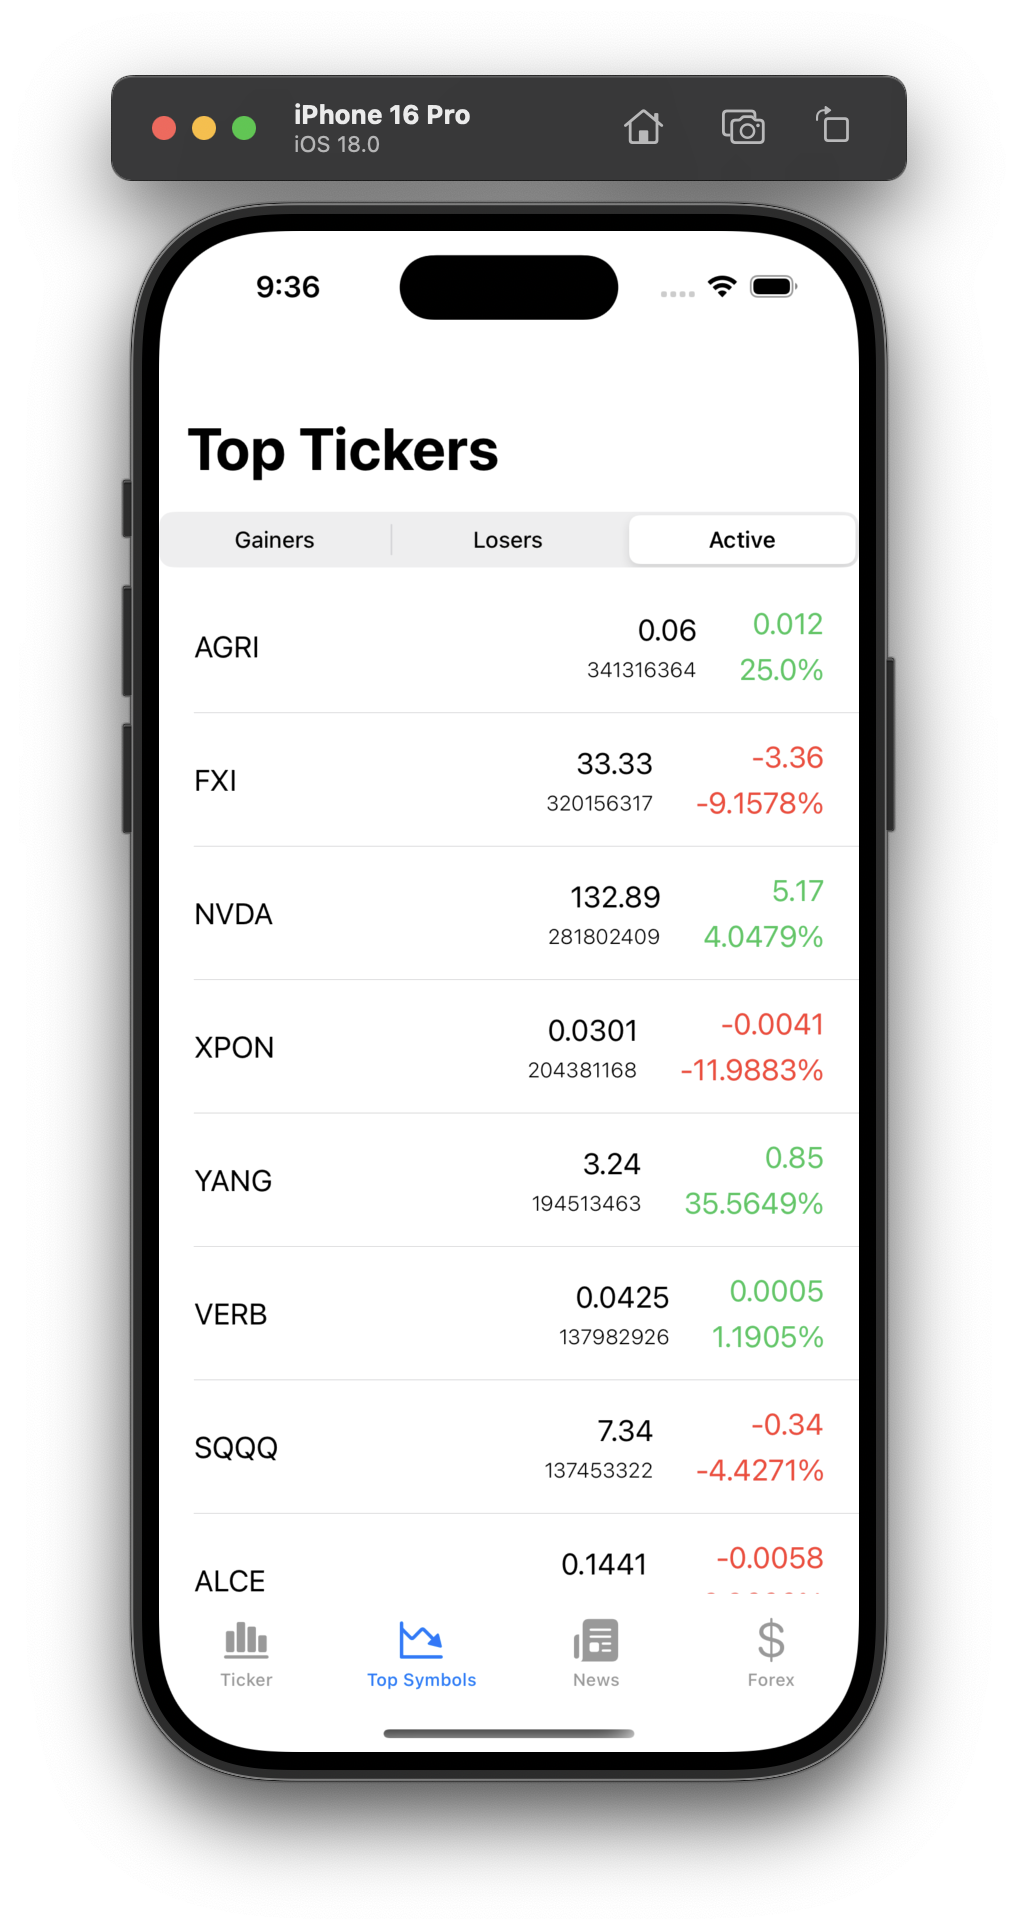 iPhone 16 Pro
iOS 18.0
9:36
Top Tickers
Gainers Losers Active
AGRI
0.06
341316364
0.012
25.0%
FXI
33.33
320156317
-3.36
-9.1578%
NVDA
132.89
281802409
5.17
4.0479%
XPON
0.0301
204381168
-0.0041
-11.9883%
YANG
3.24
194513463
0.85
35.5649%
VERB
0.0425
137982926
0.0005
1.1905%
SQQQ
7.34
137453322
-0.34
-4.4271%
ALCE
0.1441
-0.0058
Ticker Top Symbols News Forex